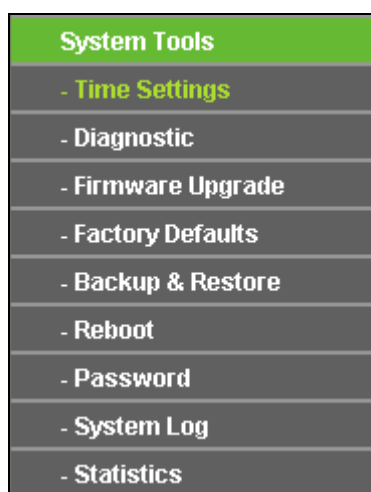 System Tools
- Time Settings
- Diagnostic
- Firmware Upgrade
- Factory Defaults
- Backup & Restore
- Reboot
- Password
- System Log
- Statistics